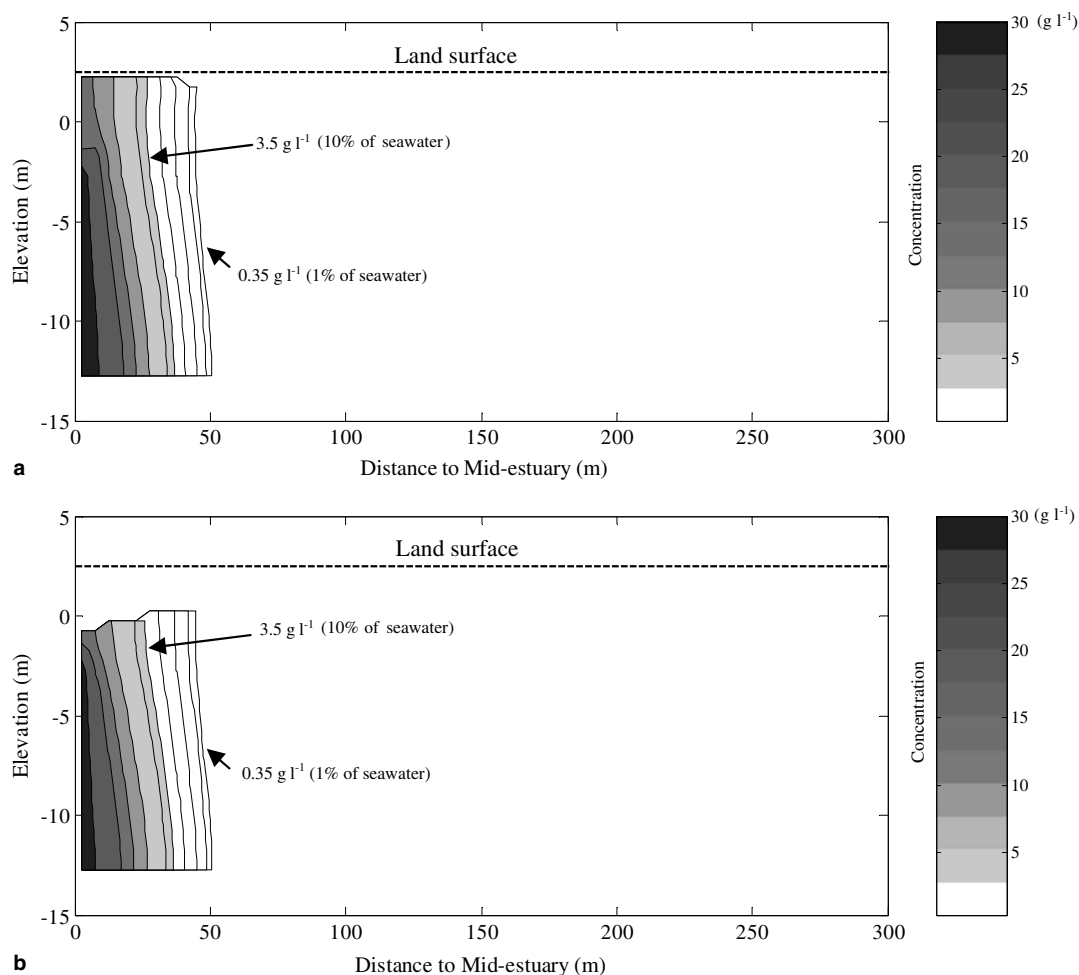 5
0
-5
-10
-15
Elevation (m)
Land surface
3.5 g l⁻¹ (10% of seawater)
0.35 g l⁻¹ (1% of seawater)
0 50 100 150 200 250 300
Distance to Mid-estuary (m)
a
30 (g l⁻¹)
25
20
15
10
5
Concentration
5
0
-5
-10
-15
Elevation (m)
Land surface
3.5 g l⁻¹ (10% of seawater)
0.35 g l⁻¹ (1% of seawater)
0 50 100 150 200 250 300
Distance to Mid-estuary (m)
b
30 (g l⁻¹)
25
20
15
10
5
Concentration